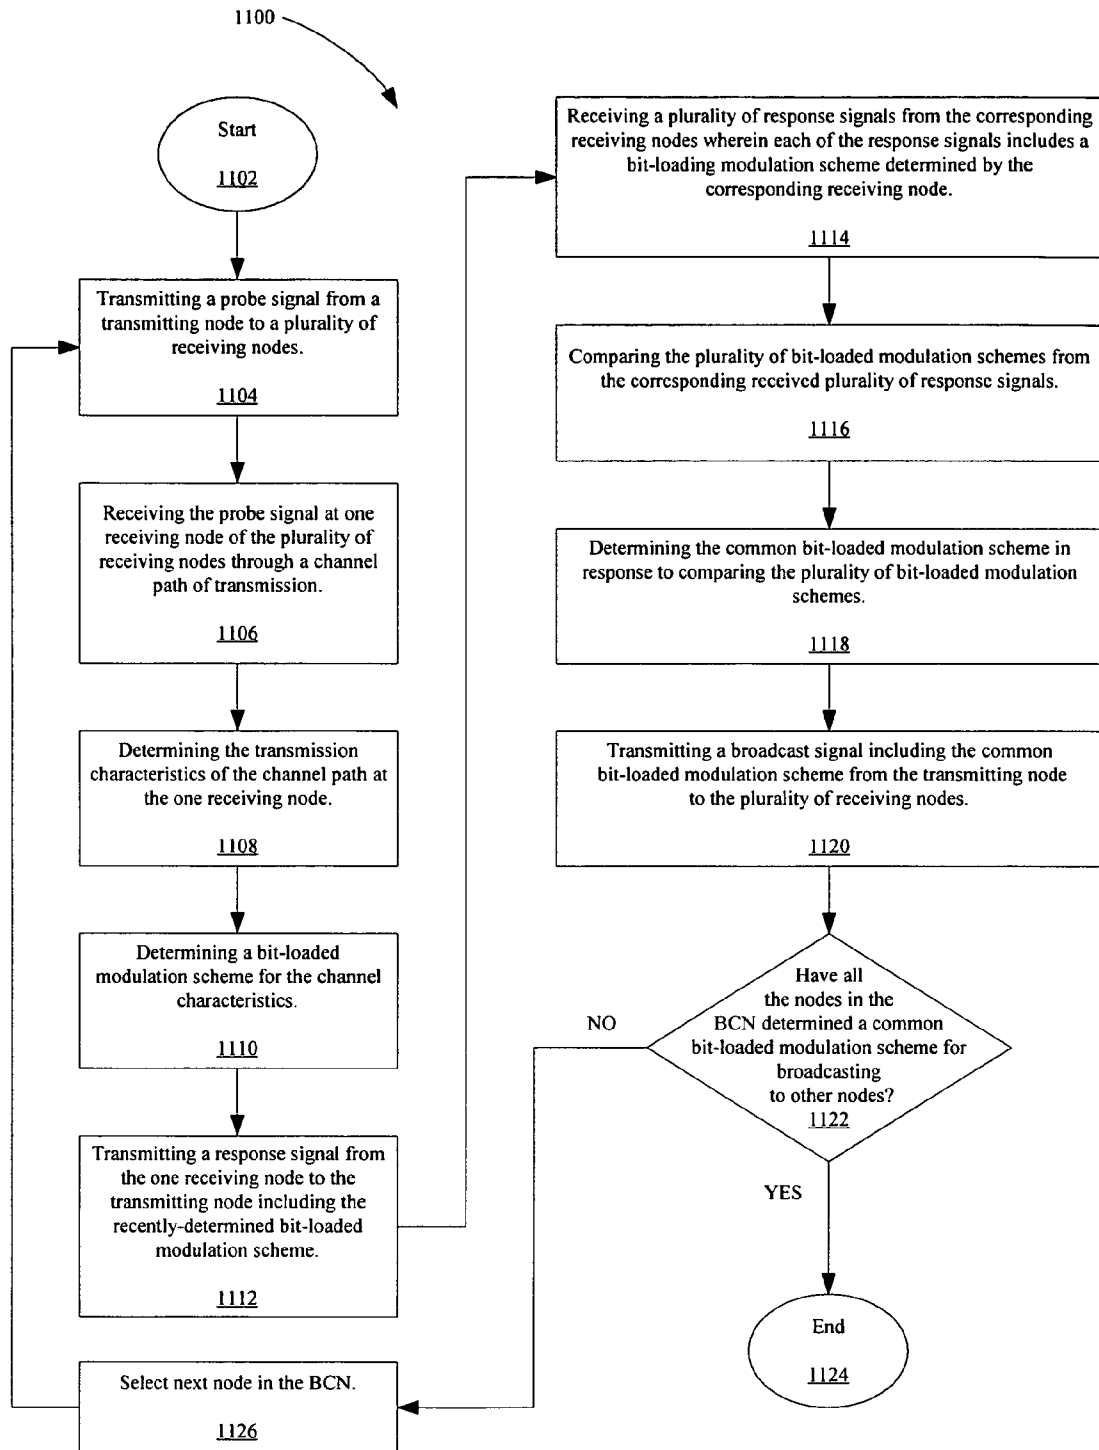 1100
Start
1102
Transmitting a probe signal from a
transmitting node to a plurality of
receiving nodes.
1104
Receiving the probe signal at one
receiving node of the plurality of
receiving nodes through a channel
path of transmission.
1106
Determining the transmission
characteristics of the channel path at
the one receiving node.
1108
Determining a bit-loaded
modulation scheme for the channel
characteristics.
1110
Transmitting a response signal from
the one receiving node to the
transmitting node including the
recently-determined bit-loaded
modulation scheme.
1112
Receiving a plurality of response signals from the corresponding
receiving nodes wherein each of the response signals includes a
bit-loading modulation scheme determined by the
corresponding receiving node.
1114
Comparing the plurality of bit-loaded modulation schemes from
the corresponding received plurality of response signals.
1116
Determining the common bit-loaded modulation scheme in
response to comparing the plurality of bit-loaded modulation
schemes.
1118
Transmitting a broadcast signal including the common
bit-loaded modulation scheme from the transmitting node
to the plurality of receiving nodes.
1120
Have all
the nodes in the
BCN determined a common
bit-loaded modulation scheme for
broadcasting
to other nodes?
1122
NO
YES
End
1124
Select next node in the BCN.
1126